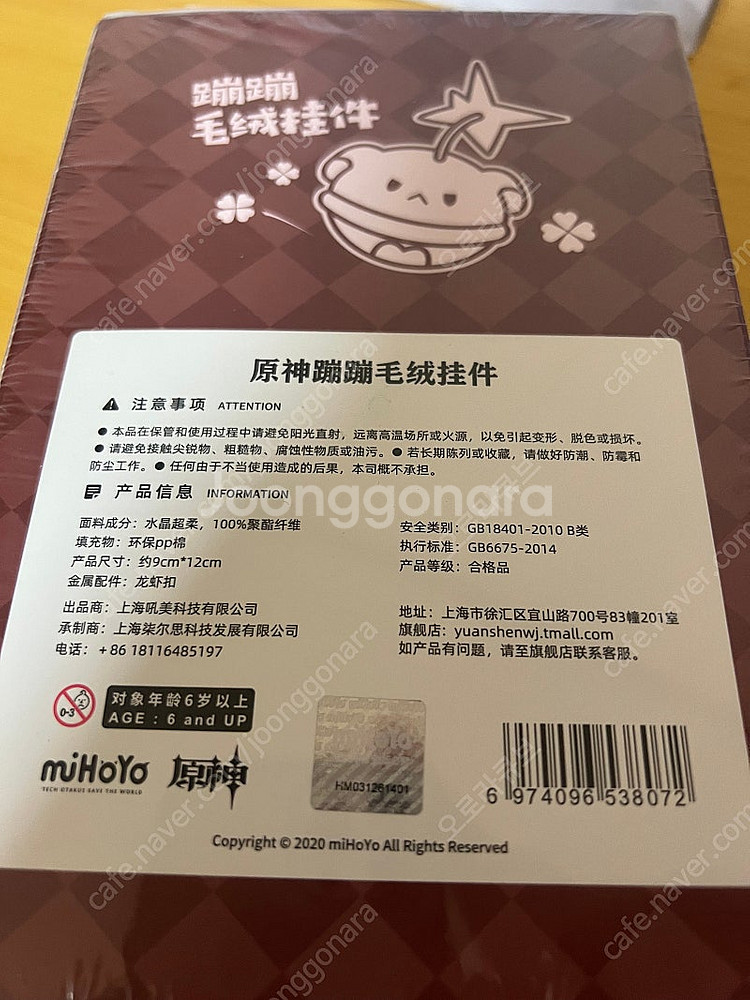 蹦蹦
毛绒挂件
原神蹦蹦毛绒挂件
注意事项 ATTENTION
● 本品在保管和使用过程中请避免阳光直射，远离高温场所或火源，以免引起变形、脱色或损坏。
● 请避免接触尖锐物、粗糙物、腐蚀性物质或油污。 ● 若长期陈列或收藏，请做好防潮、防霉和
防尘工作。 ● 任何由于不当使用造成的后果，本司概不承担。
产品信息 INFORMATION
面料成分：水晶超柔，100%聚酯纤维
填充物：环保pp棉
产品尺寸：约9cm*12cm
金属配件：龙虾扣
安全类别：GB18401-2010 B类
执行标准：GB6675-2014
产品等级：合格品
出品商：上海吼美科技有限公司
承制商：上海柒尔思科技发展有限公司
电话：+86 18116485197
地址：上海市徐汇区宜山路700号83幢201室
旗舰店：yuanshenwj.tmall.com
如产品有问题，请至旗舰店联系客服。
0-3
对象年龄6岁以上
AGE : 6 and UP
miHoYo
TECH OTAKUS SAVE THE WORLD
原神
HM031261401
6 974096 538072
Copyright © 2020 miHoYo All Rights Reserved
Joonggonara
cafe.naver.com/joonggonara